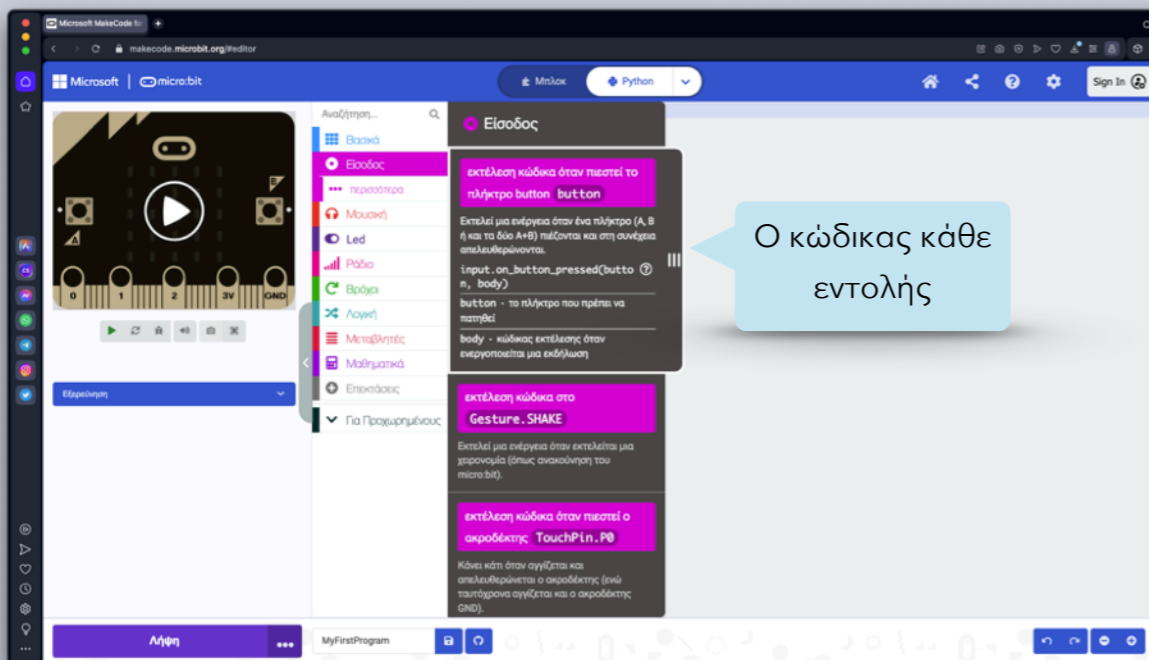 Microsoft MakeCode for
makecode.microbit.org/#editor
Microsoft
micro:bit
Μπλοκ
Python
Sign In
Αναζήτηση...
Βασικά
Είσοδος
περισσότερα
Μουσική
Led
Ράδιο
Βρόχοι
Λογική
Μεταβλητές
Μαθηματικά
Επεκτάσεις
Για Προχωρημένους
B
A
0 1 2 3V GND
Εξερεύνηση
Είσοδος
εκτέλεση κώδικα όταν πιεστεί το
πλήκτρο button button
Εκτελεί μια ενέργεια όταν ένα πλήκτρο (A, B
ή και τα δύο A+B) πιέζονται και στη συνέχεια
απελευθερώνονται.
input.on_button_pressed(butto
n, body)
button - το πλήκτρο που πρέπει να
πατηθεί
body - κώδικας εκτέλεσης όταν
ενεργοποιείται μια εκδήλωση
εκτέλεση κώδικα στο
Gesture.SHAKE
Εκτελεί μια ενέργεια όταν εκτελείται μια
χειρονομία (όπως ανακούνηση του
micro:bit).
εκτέλεση κώδικα όταν πιεστεί ο
ακροδέκτης TouchPin.P0
Κάνει κάτι όταν αγγίζεται και
απελευθερώνεται ο ακροδέκτης (ενώ
ταυτόχρονα αγγίζεται και ο ακροδέκτης
GND).
Ο κώδικας κάθε
εντολής
Λήψη
MyFirstProgram